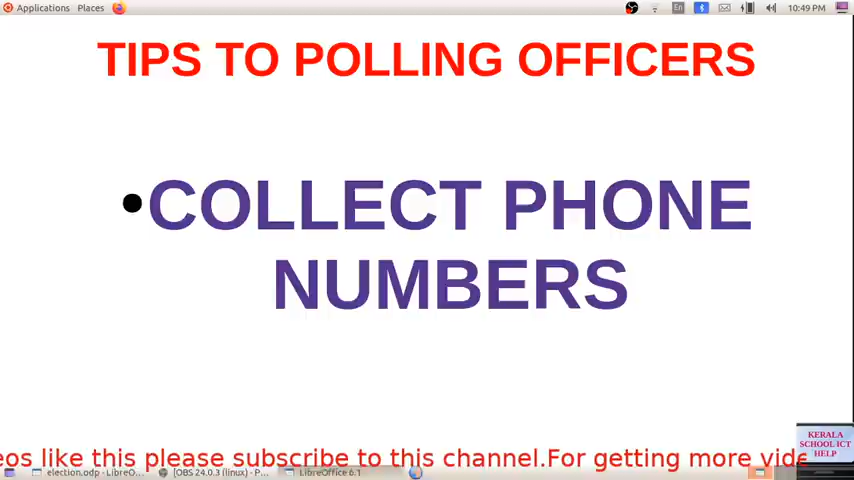 Applications Places
En
10:49 PM
TIPS TO POLLING OFFICERS
•COLLECT PHONE
NUMBERS
KERALA
SCHOOL ICT
HELP
eos like this please subscribe to this channel.For getting more vide
election.odp - LibreO...
[OBS 24.0.3 (linux) - P...
LibreOffice 6.1